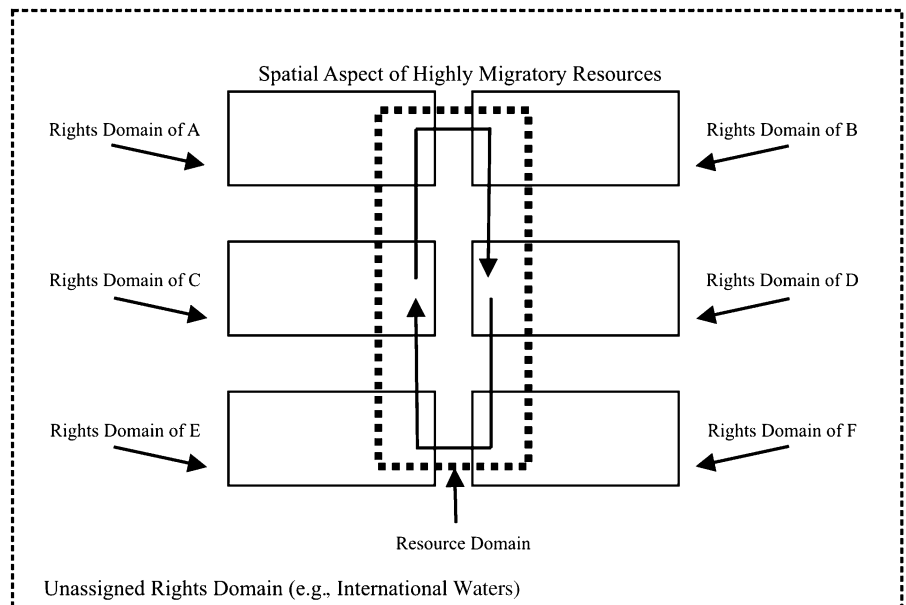 Spatial Aspect of Highly Migratory Resources
Rights Domain of A
Rights Domain of B
Rights Domain of C
Rights Domain of D
Rights Domain of E
Rights Domain of F
Resource Domain
Unassigned Rights Domain (e.g., International Waters)